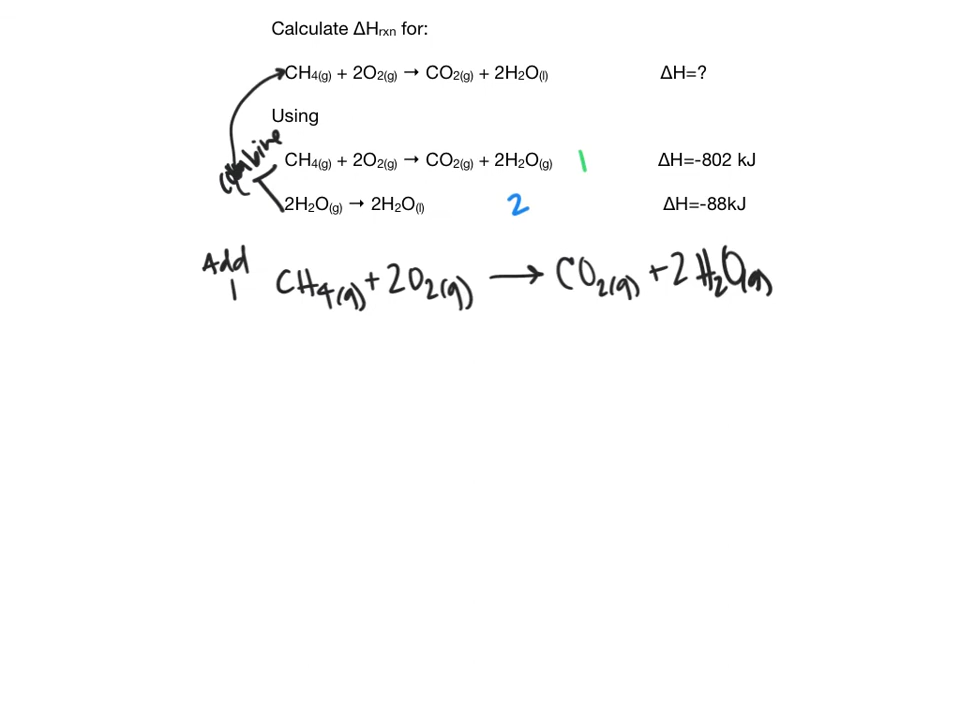 Calculate ΔHrxn for:
CH4(g) + 2O2(g) → CO2(g) + 2H2O(l) ΔH=?
Using
combine
CH4(g) + 2O2(g) → CO2(g) + 2H2O(g) 1 ΔH=-802 kJ
2H2O(g) → 2H2O(l) 2 ΔH=-88kJ
Add
1 CH4(g) + 2O2(g) → CO2(g) + 2H2O(g)